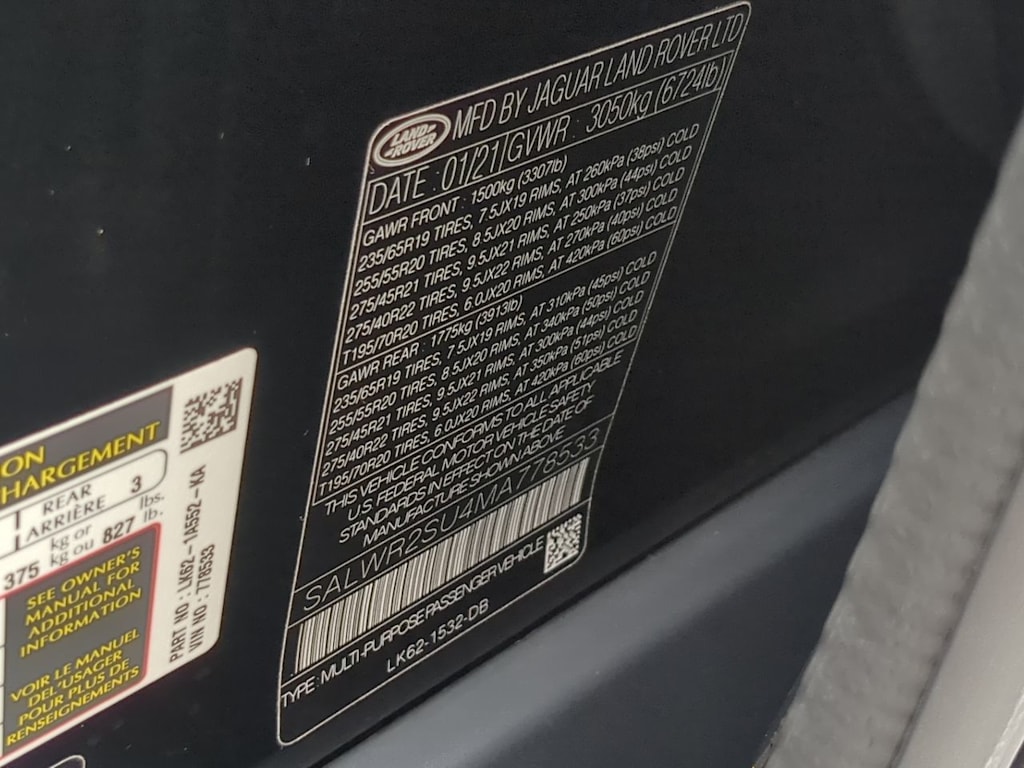 LAND-
ROVER
MFD BY JAGUAR LAND ROVER LTD
DATE : 01/21 GVWR : 3050kg (6724lb)
GAWR FRONT : 1500kg (3307lb)
235/65R19 TIRES, 7.5JX19 RIMS, AT 260kPa (38psi) COLD
255/55R20 TIRES, 8.5JX20 RIMS, AT 300kPa (44psi) COLD
275/45R21 TIRES, 9.5JX21 RIMS, AT 250kPa (37psi) COLD
275/40R22 TIRES, 9.5JX22 RIMS, AT 270kPa (40psi) COLD
T195/70R20 TIRES, 6.0JX20 RIMS, AT 420kPa (60psi) COLD
GAWR REAR : 1775kg (3913lb)
235/65R19 TIRES, 7.5JX19 RIMS, AT 310kPa (45psi) COLD
255/55R20 TIRES, 8.5JX20 RIMS, AT 340kPa (50psi) COLD
275/45R21 TIRES, 9.5JX21 RIMS, AT 300kPa (44psi) COLD
275/40R22 TIRES, 9.5JX22 RIMS, AT 350kPa (51psi) COLD
T195/70R20 TIRES, 6.0JX20 RIMS, AT 420kPa (60psi) COLD
THIS VEHICLE CONFORMS TO ALL APPLICABLE
U.S. FEDERAL MOTOR VEHICLE SAFETY
STANDARDS IN EFFECT ON THE DATE OF
MANUFACTURE SHOWN ABOVE
SALWR2SU4MA778533
TYPE : MULTI-PURPOSE PASSENGER VEHICLE
LK62-1532-DB
ON
HARGEMENT
REAR
ARRIÈRE 3
375 kg or
kg ou 827 lbs.
lb.
SEE OWNER'S
MANUAL FOR
ADDITIONAL
INFORMATION
VOIR LE MANUEL
DEL'USAGER
POUR PLUS DE
RENSEIGNEMENTS
PART NO : LK62-1A552-KA
VIN NO : 778533